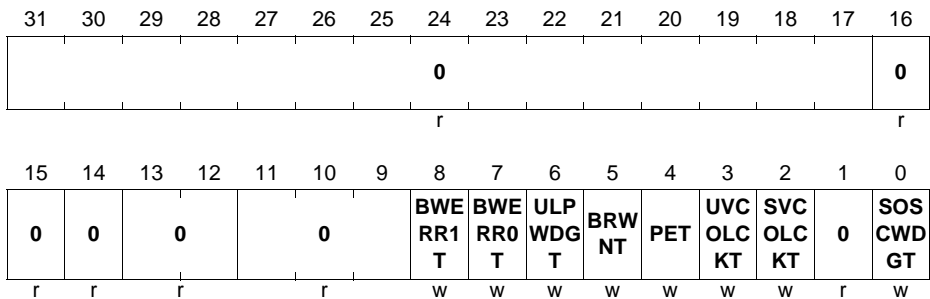 31 30 29 28 27 26 25 24 23 22 21 20 19 18 17 16
0 0
r r
15 14 13 12 11 10 9 8 7 6 5 4 3 2 1 0
0 0 0 0 BWE RR1 T BWE RR0 T ULP WDG T BRW NT PET UVC OLC KT SVC OLC KT 0 SOS CWD GT
r r r r w w w w w w w r w